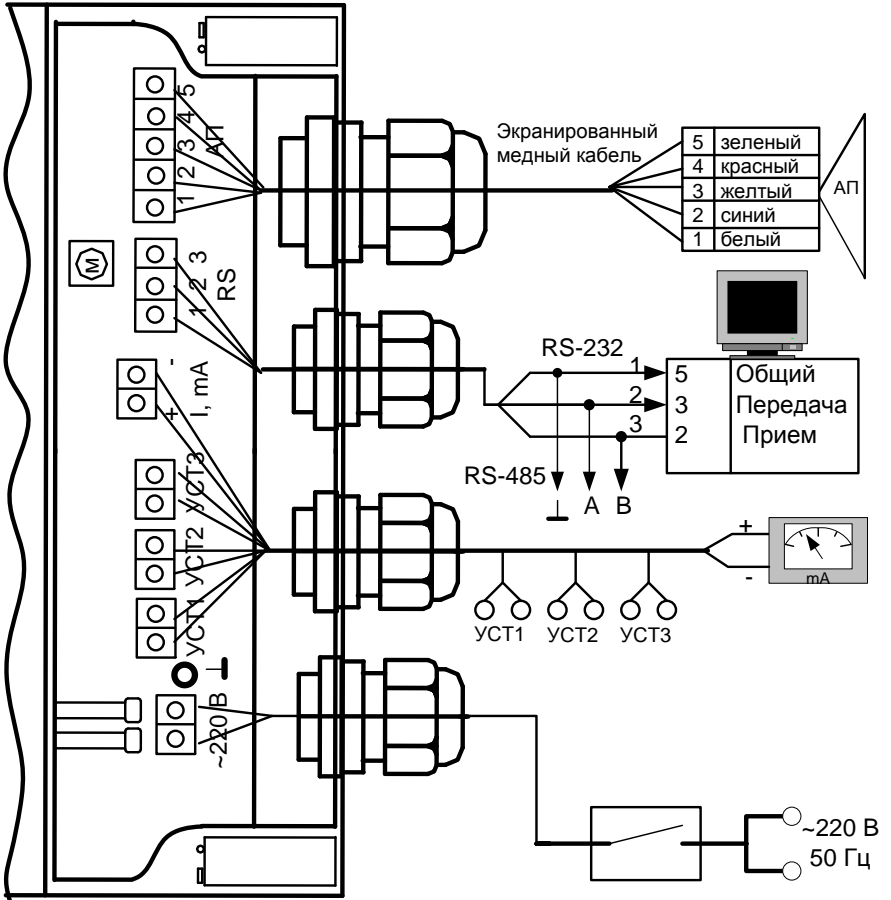 5
4
3
2
1
АП
Экранированный
медный кабель
5 зеленый
4 красный
3 желтый
2 синий
1 белый
АП
М
3
2
1
RS
RS-232
1
2
3
5 Общий
3 Передача
2 Прием
RS-485
A B
-
+
I, mA
УСТ3
УСТ2
УСТ1
УСТ1 УСТ2 УСТ3
+
-
mA
~220 В
~220 В
50 Гц